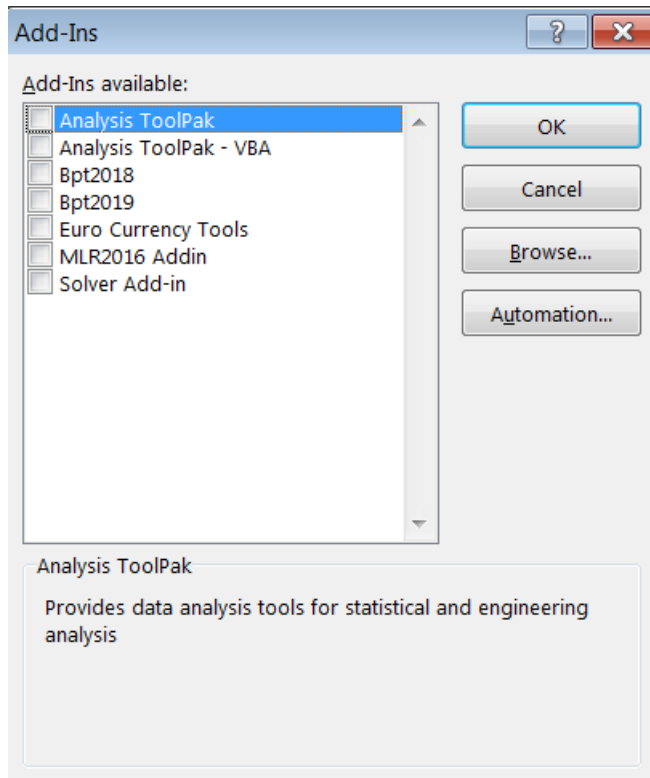 Add-Ins
Add-Ins available:
Analysis ToolPak
Analysis ToolPak - VBA
Bpt2018
Bpt2019
Euro Currency Tools
MLR2016 Addin
Solver Add-in
OK
Cancel
Browse...
Automation...
Analysis ToolPak
Provides data analysis tools for statistical and engineering
analysis